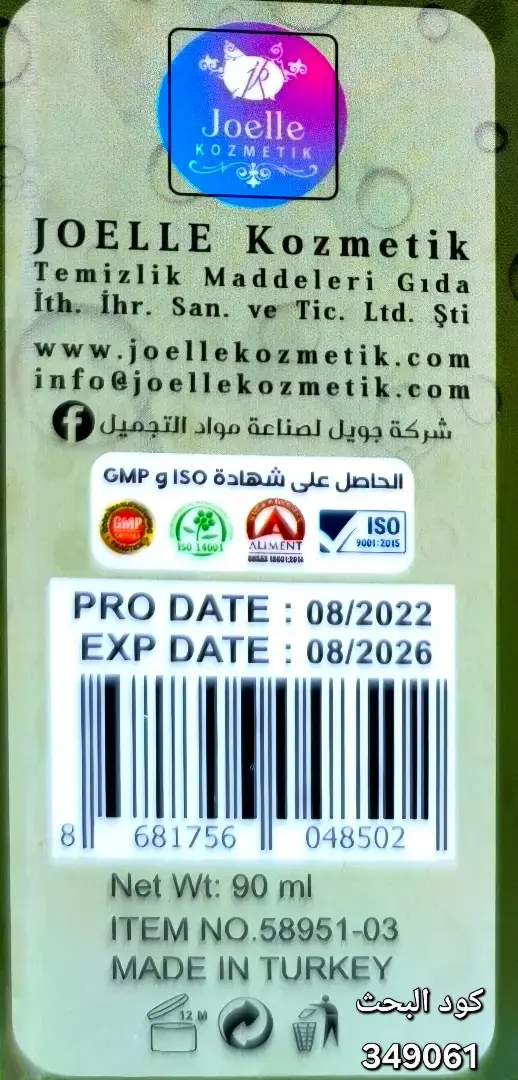 Joelle
KOZMETIK
JOELLE Kozmetik
Temizlik Maddeleri Gıda
İth. İhr. San. ve Tic. Ltd. Şti
www.joellekozmetik.com
info@joellekozmetik.com
شركة جويل لصناعة مواد التجميل
الحاصل على شهادة ISO و GMP
GMP
ISO 14001
ALIMENT
OHSAS 18001:2014
ISO
9001:2015
PRO DATE : 08/2022
EXP DATE : 08/2026
8 681756 048502
Net Wt: 90 ml
ITEM NO.58951-03
MADE IN TURKEY
12 M
كود البحث
349061